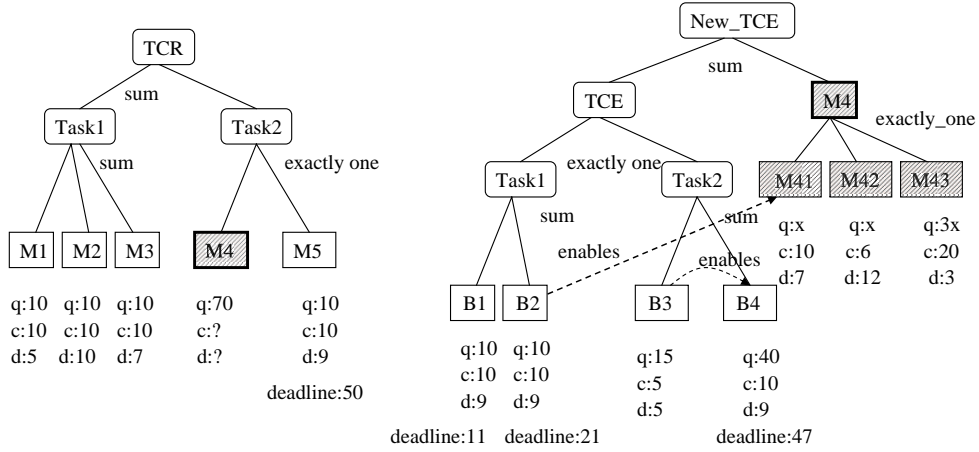 TCR
sum
Task1
Task2
sum
exactly one
M1
M2
M3
M4
M5
q:10
q:10
q:10
q:70
q:10
c:10
c:10
c:10
c:?
c:10
d:5
d:10
d:7
d:?
d:9
deadline:50
New_TCE
sum
TCE
M4
exactly_one
exactly one
Task1
Task2
M41
M42
M43
sum
sum
q:x
q:x
q:3x
enables
c:10
c:6
c:20
enables
d:7
d:12
d:3
B1
B2
B3
B4
q:10
q:10
q:15
q:40
c:10
c:10
c:5
c:10
d:9
d:9
d:5
d:9
deadline:11
deadline:21
deadline:47